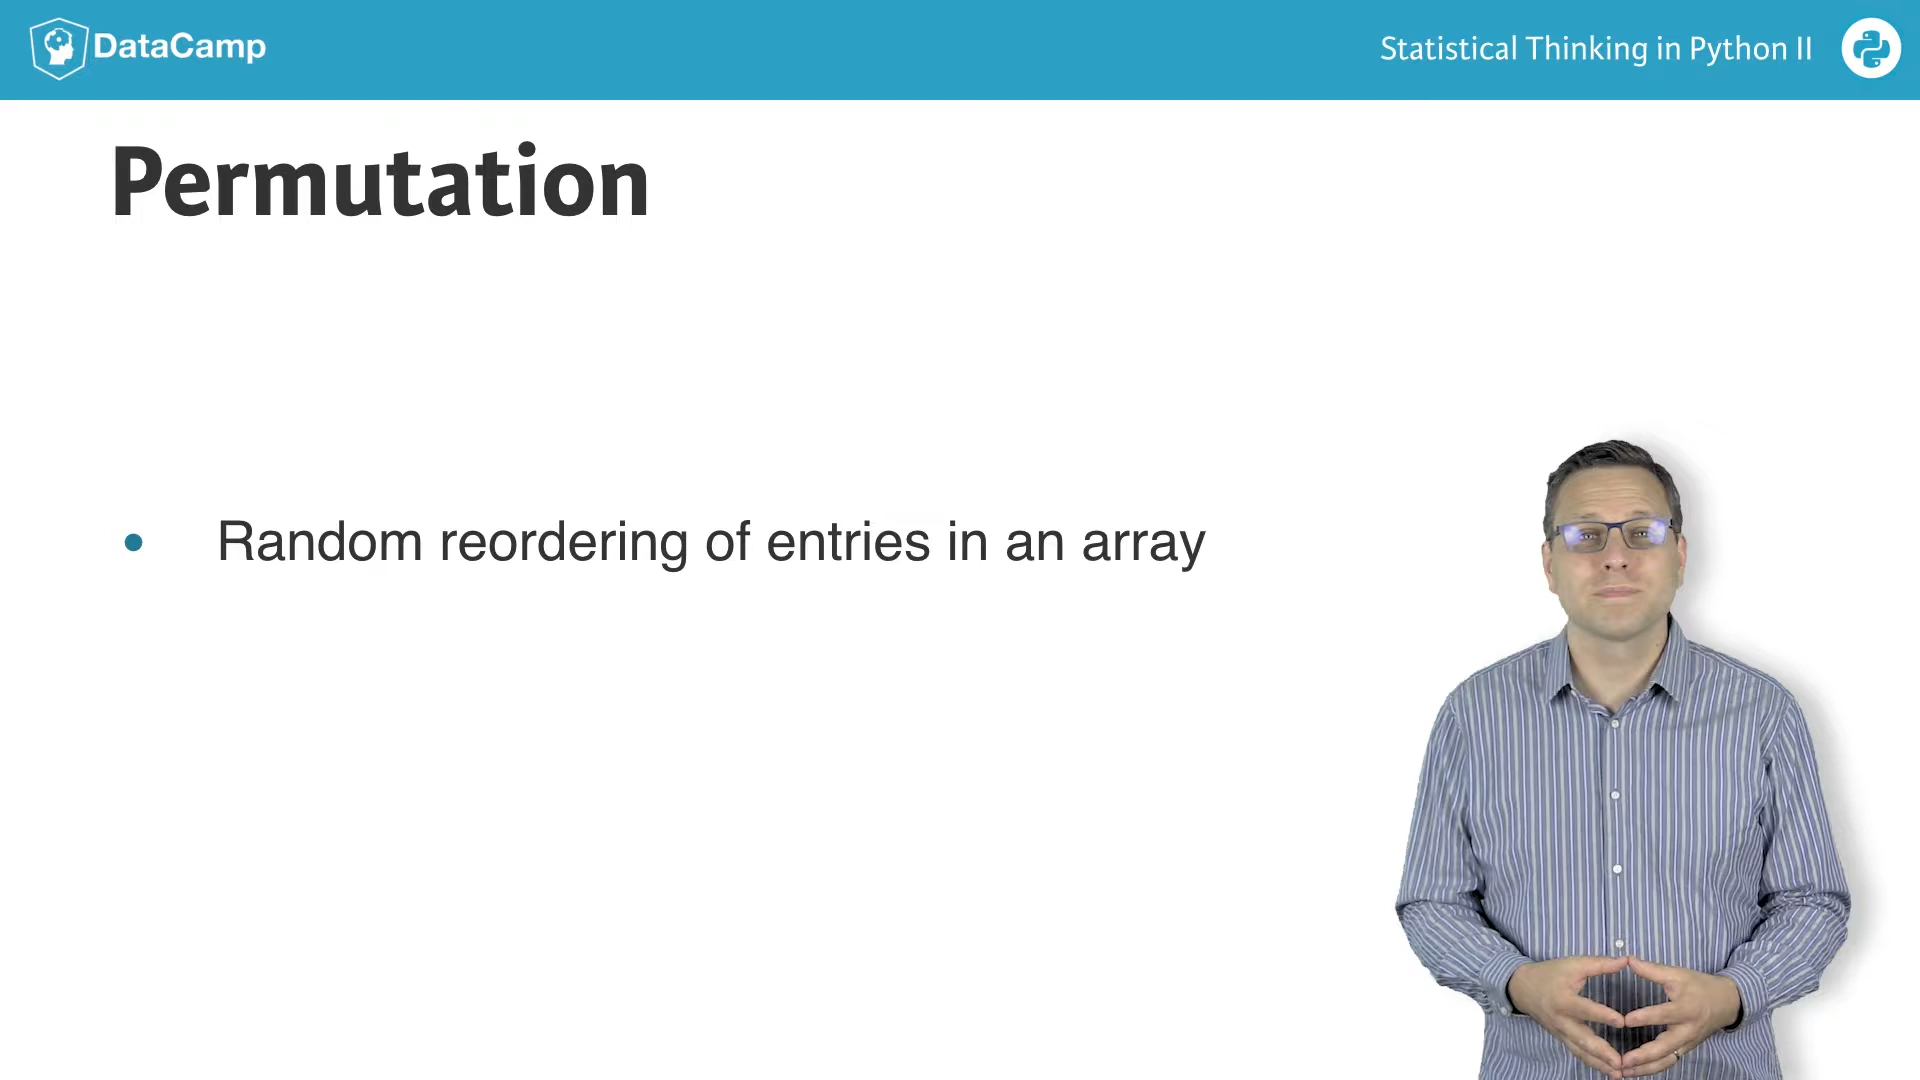 DataCamp
Statistical Thinking in Python II
Permutation
• Random reordering of entries in an array